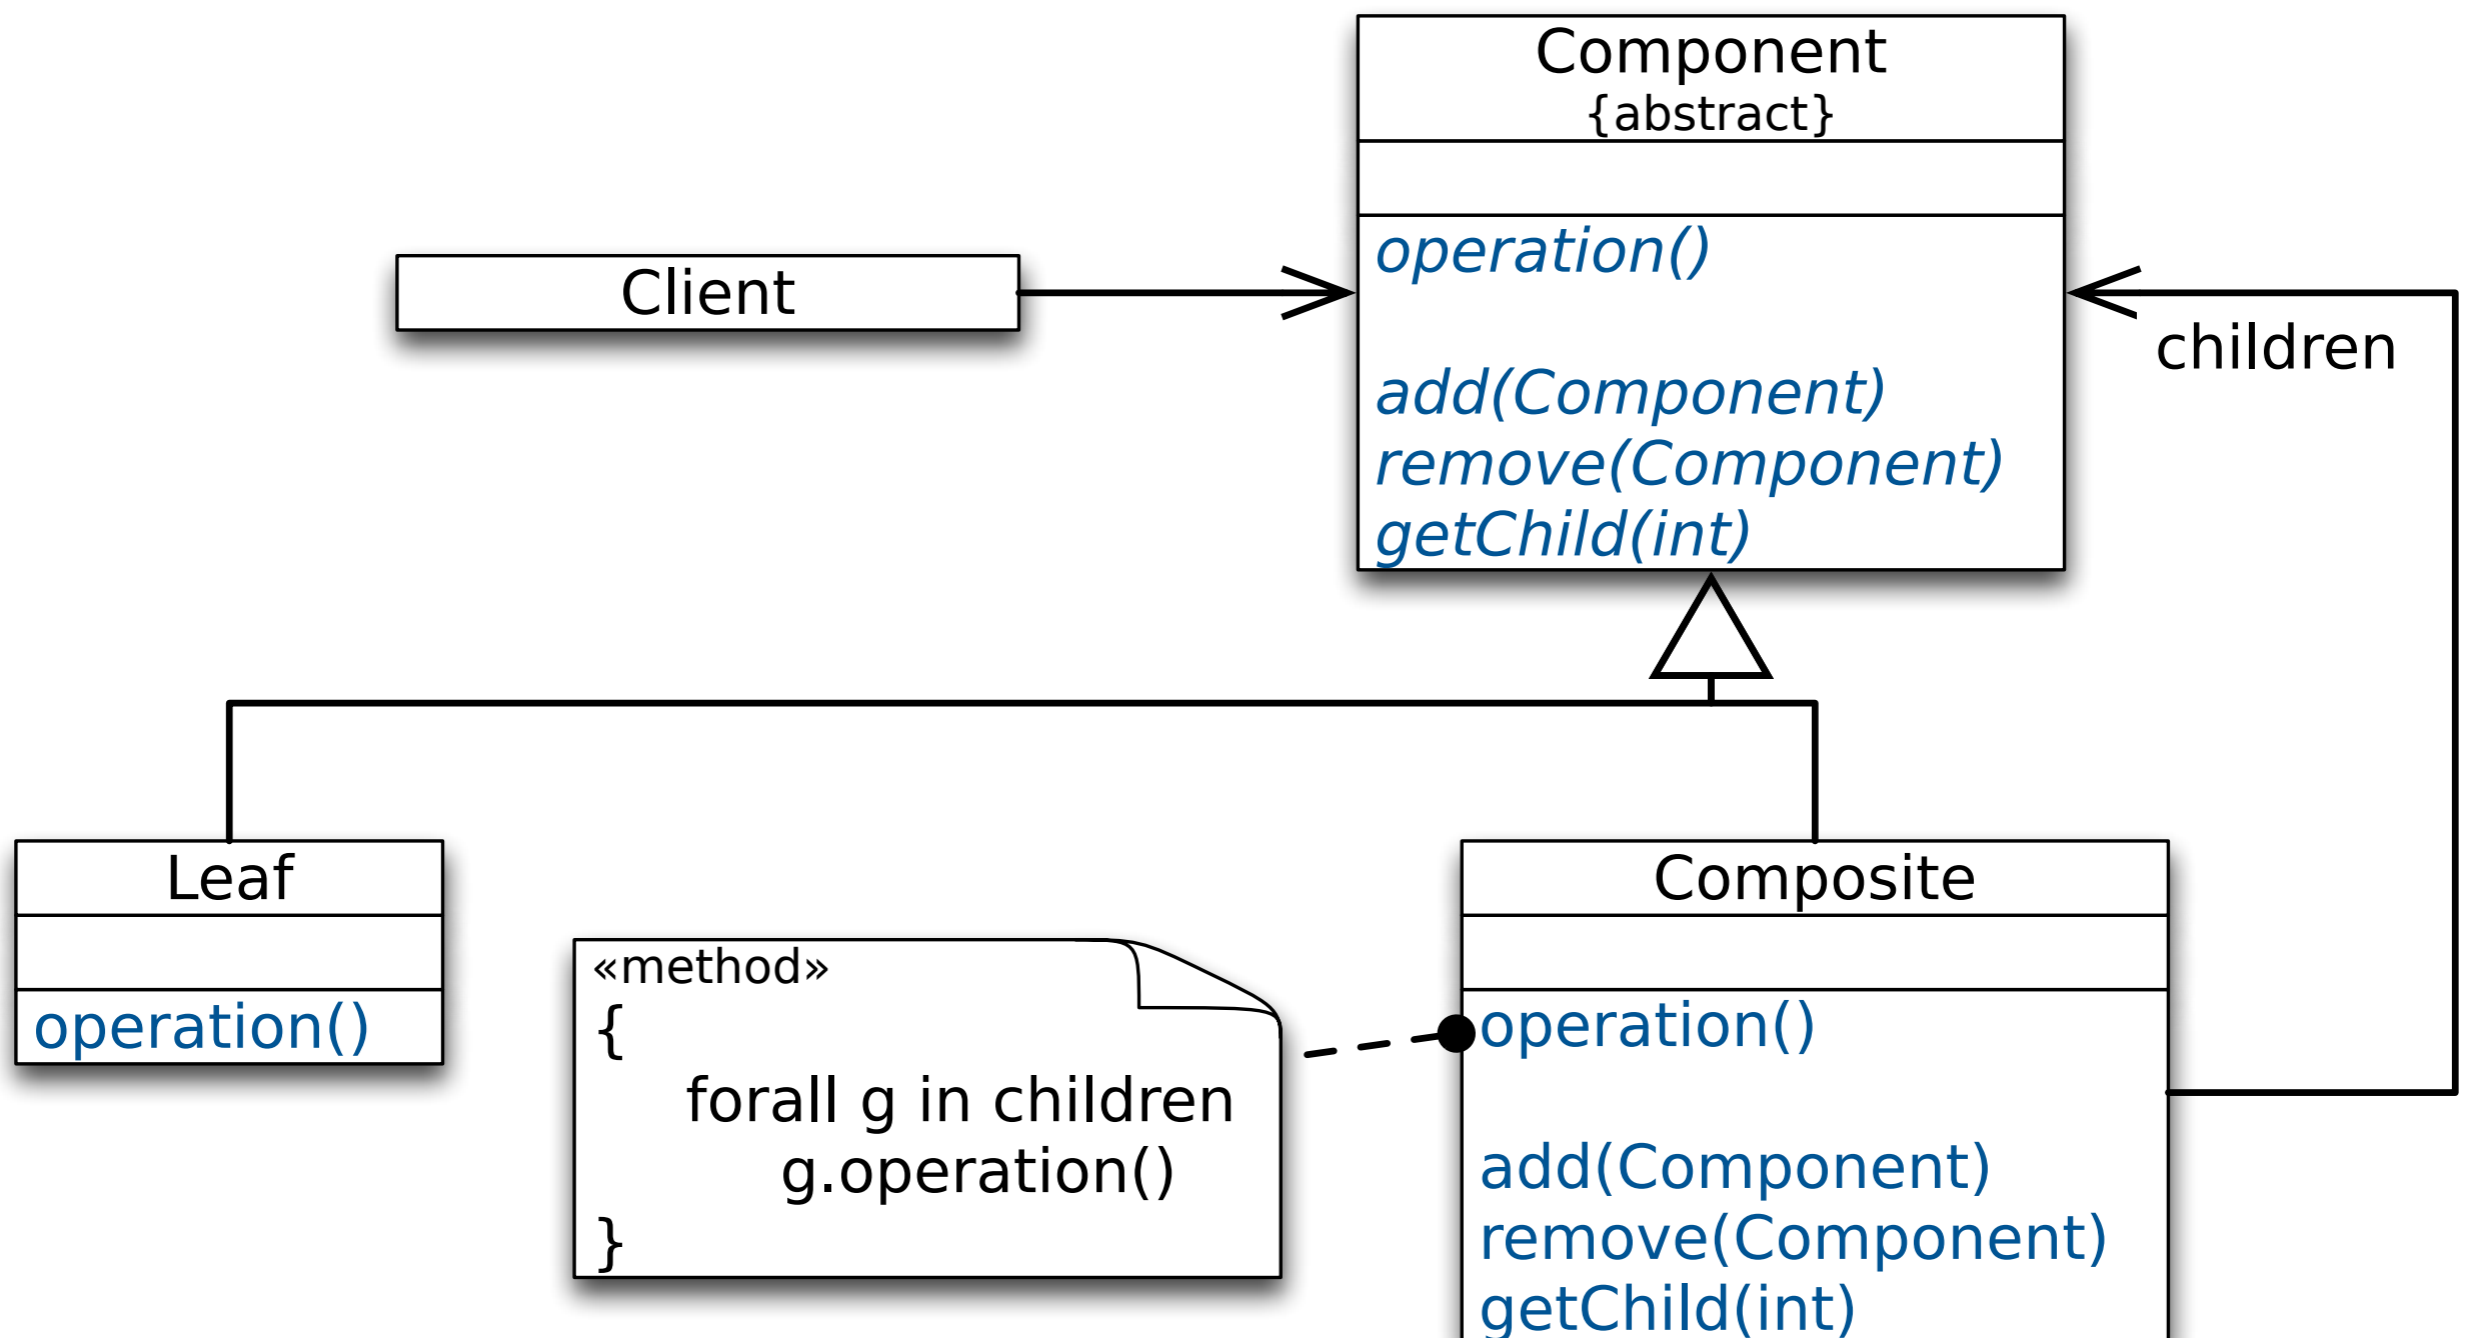 Component
{abstract}
operation()
add(Component)
remove(Component)
getChild(int)
Client
children
Leaf
operation()
«method»
{
forall g in children
g.operation()
}
Composite
operation()
add(Component)
remove(Component)
getChild(int)